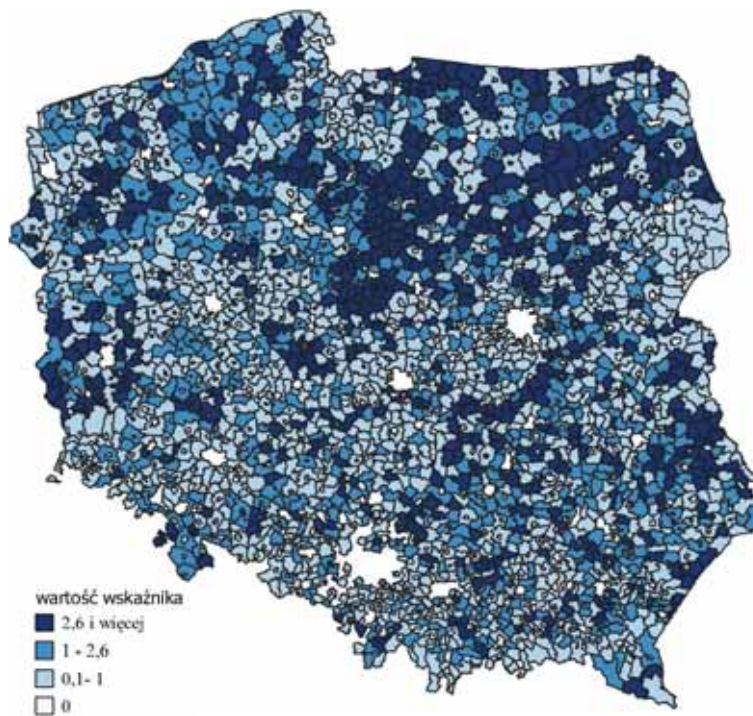 wartość wskaźnika
2,6 i więcej
1 - 2,6
0,1- 1
0